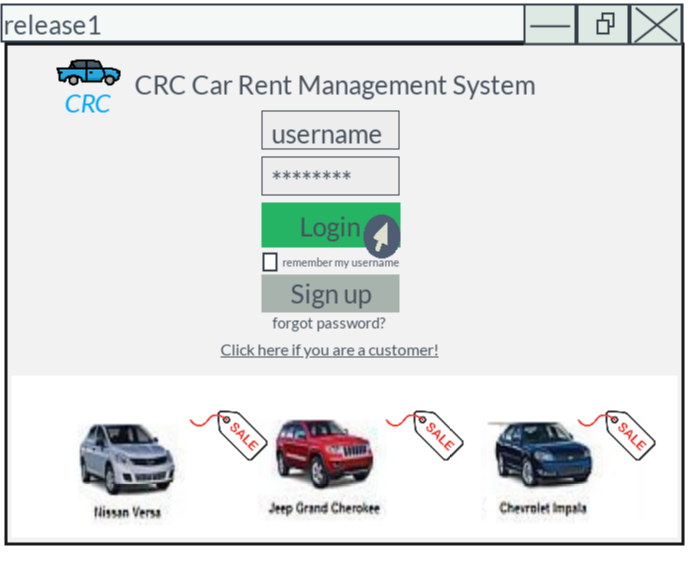 release1
CRC Car Rent Management System
CRC
username
********
Login
remember my username
Sign up
forgot password?
Click here if you are a customer!
SALE
SALE
SALE
Nissan Versa
Jeep Grand Cherokee
Chevrolet Impala